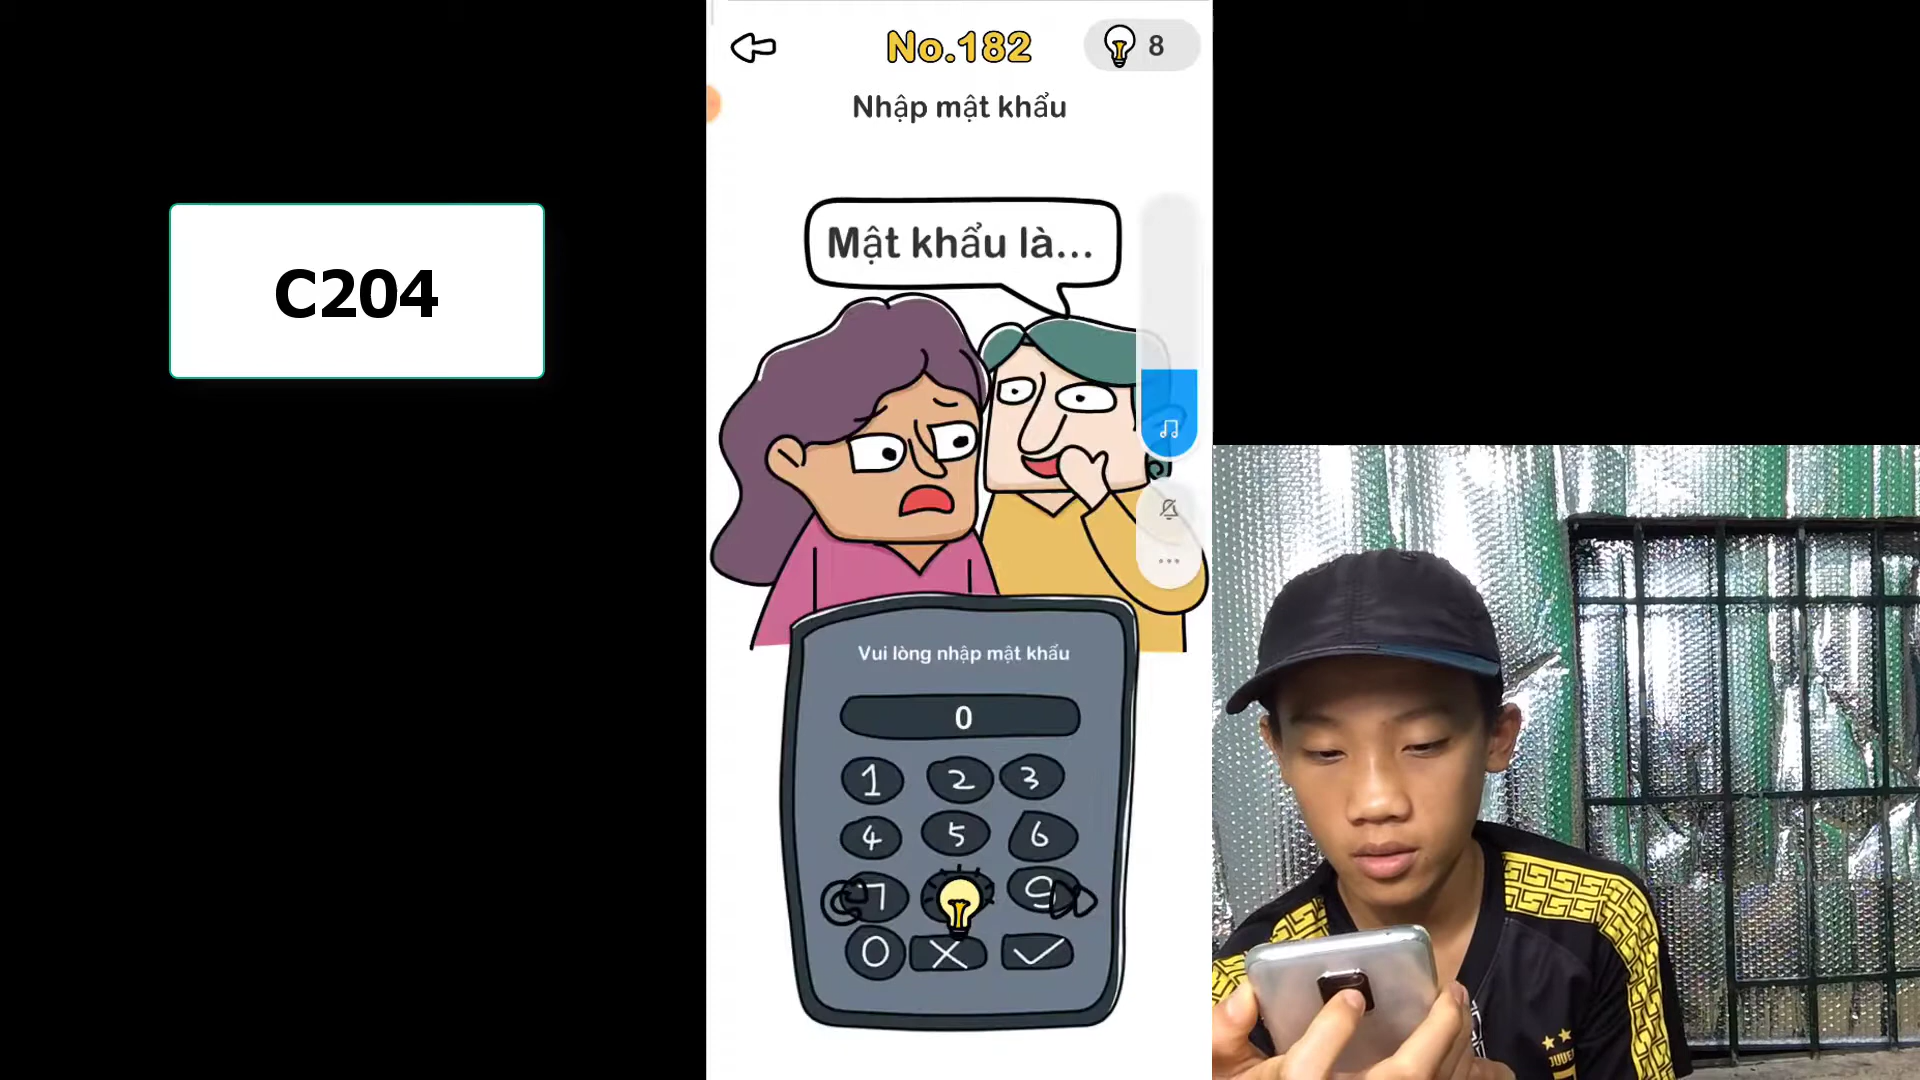 No.182
8
Nhập mật khẩu
C204
Mật khẩu là...
Vui lòng nhập mật khẩu
0
1 2 3
4 5 6
7 9
0